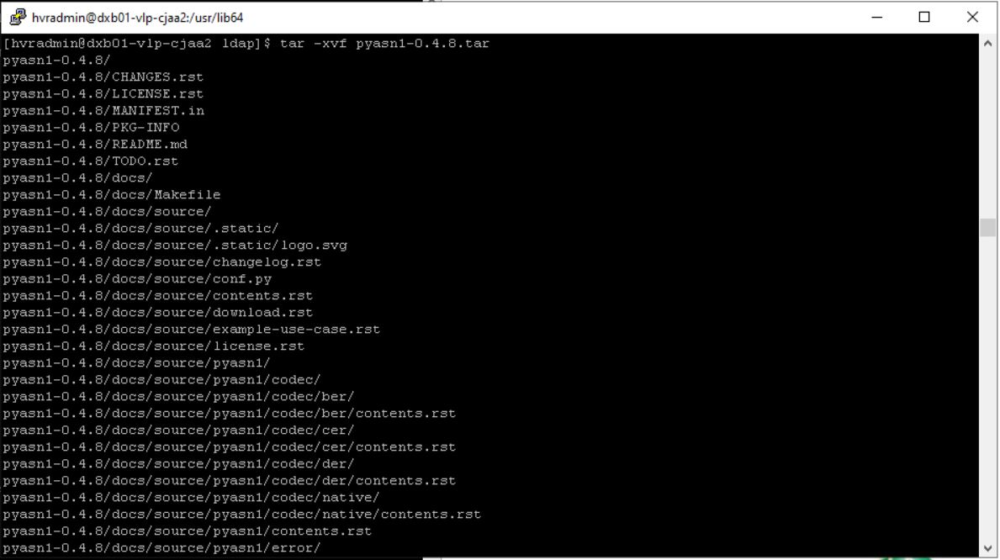 hvradmin@dxb01-vlp-cjaa2:/usr/lib64
[hvradmin@dxb01-vlp-cjaa2 ldap]$ tar -xvf pyasn1-0.4.8.tar
pyasn1-0.4.8/
pyasn1-0.4.8/CHANGES.rst
pyasn1-0.4.8/LICENSE.rst
pyasn1-0.4.8/MANIFEST.in
pyasn1-0.4.8/PKG-INFO
pyasn1-0.4.8/README.md
pyasn1-0.4.8/TODO.rst
pyasn1-0.4.8/docs/
pyasn1-0.4.8/docs/Makefile
pyasn1-0.4.8/docs/source/
pyasn1-0.4.8/docs/source/.static/
pyasn1-0.4.8/docs/source/.static/logo.svg
pyasn1-0.4.8/docs/source/changelog.rst
pyasn1-0.4.8/docs/source/conf.py
pyasn1-0.4.8/docs/source/contents.rst
pyasn1-0.4.8/docs/source/download.rst
pyasn1-0.4.8/docs/source/example-use-case.rst
pyasn1-0.4.8/docs/source/license.rst
pyasn1-0.4.8/docs/source/pyasn1/
pyasn1-0.4.8/docs/source/pyasn1/codec/
pyasn1-0.4.8/docs/source/pyasn1/codec/ber/
pyasn1-0.4.8/docs/source/pyasn1/codec/ber/contents.rst
pyasn1-0.4.8/docs/source/pyasn1/codec/cer/
pyasn1-0.4.8/docs/source/pyasn1/codec/cer/contents.rst
pyasn1-0.4.8/docs/source/pyasn1/codec/der/
pyasn1-0.4.8/docs/source/pyasn1/codec/der/contents.rst
pyasn1-0.4.8/docs/source/pyasn1/codec/native/
pyasn1-0.4.8/docs/source/pyasn1/codec/native/contents.rst
pyasn1-0.4.8/docs/source/pyasn1/contents.rst
pyasn1-0.4.8/docs/source/pyasn1/error/